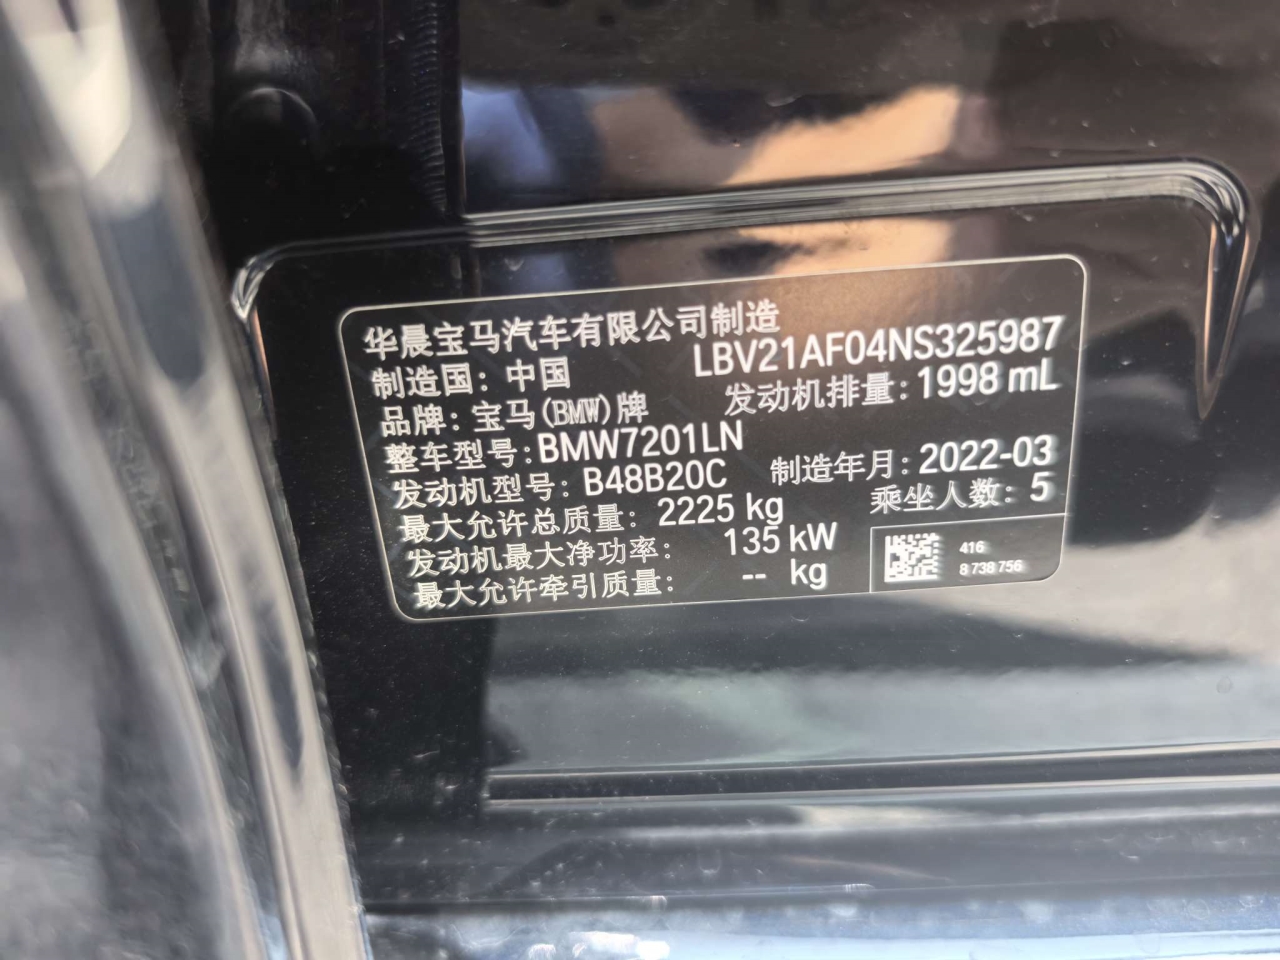 华晨宝马汽车有限公司制造
制造国：中国 LBV21AF04NS325987
品牌：宝马(BMW)牌 发动机排量：1998 mL
整车型号：BMW7201LN
发动机型号：B48B20C 制造年月：2022-03
最大允许总质量：2225 kg 乘坐人数：5
发动机最大净功率：135 kW
最大允许牵引质量：-- kg
416
8 738 756